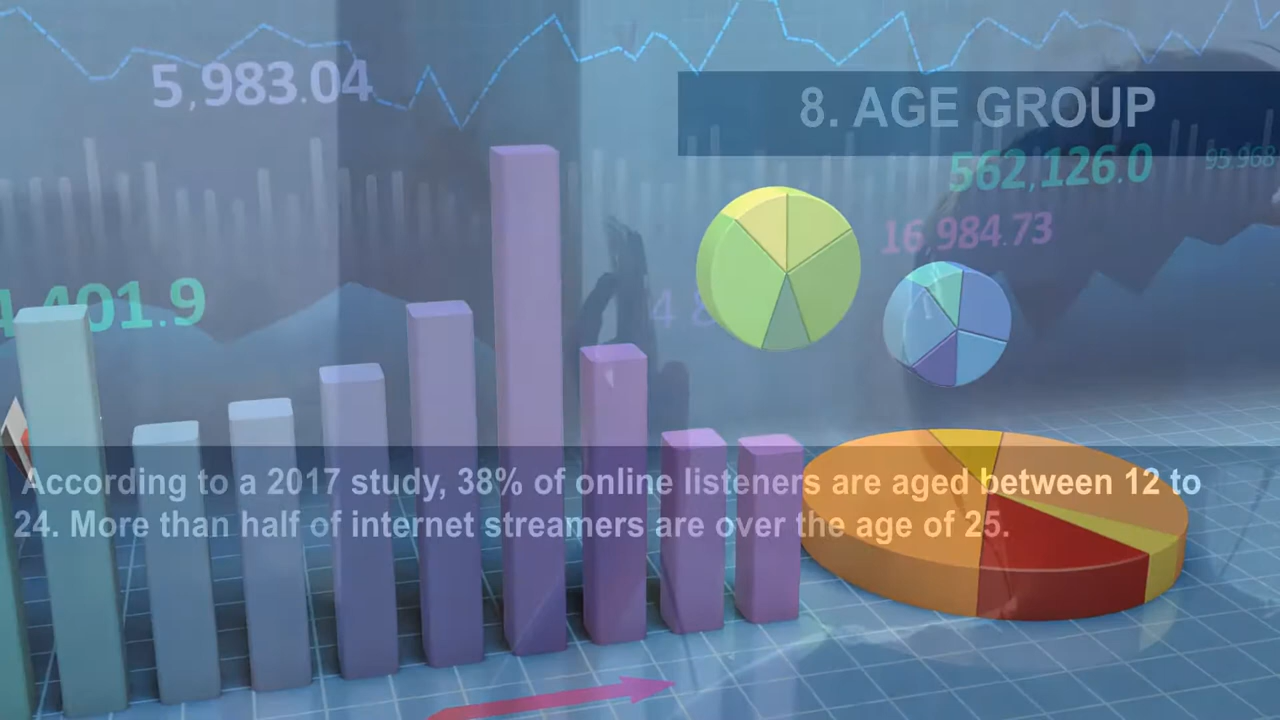 5,983.04
8. AGE GROUP
562,126.0
95.968
16,984.73
401.9
According to a 2017 study, 38% of online listeners are aged between 12 to
24. More than half of internet streamers are over the age of 25.